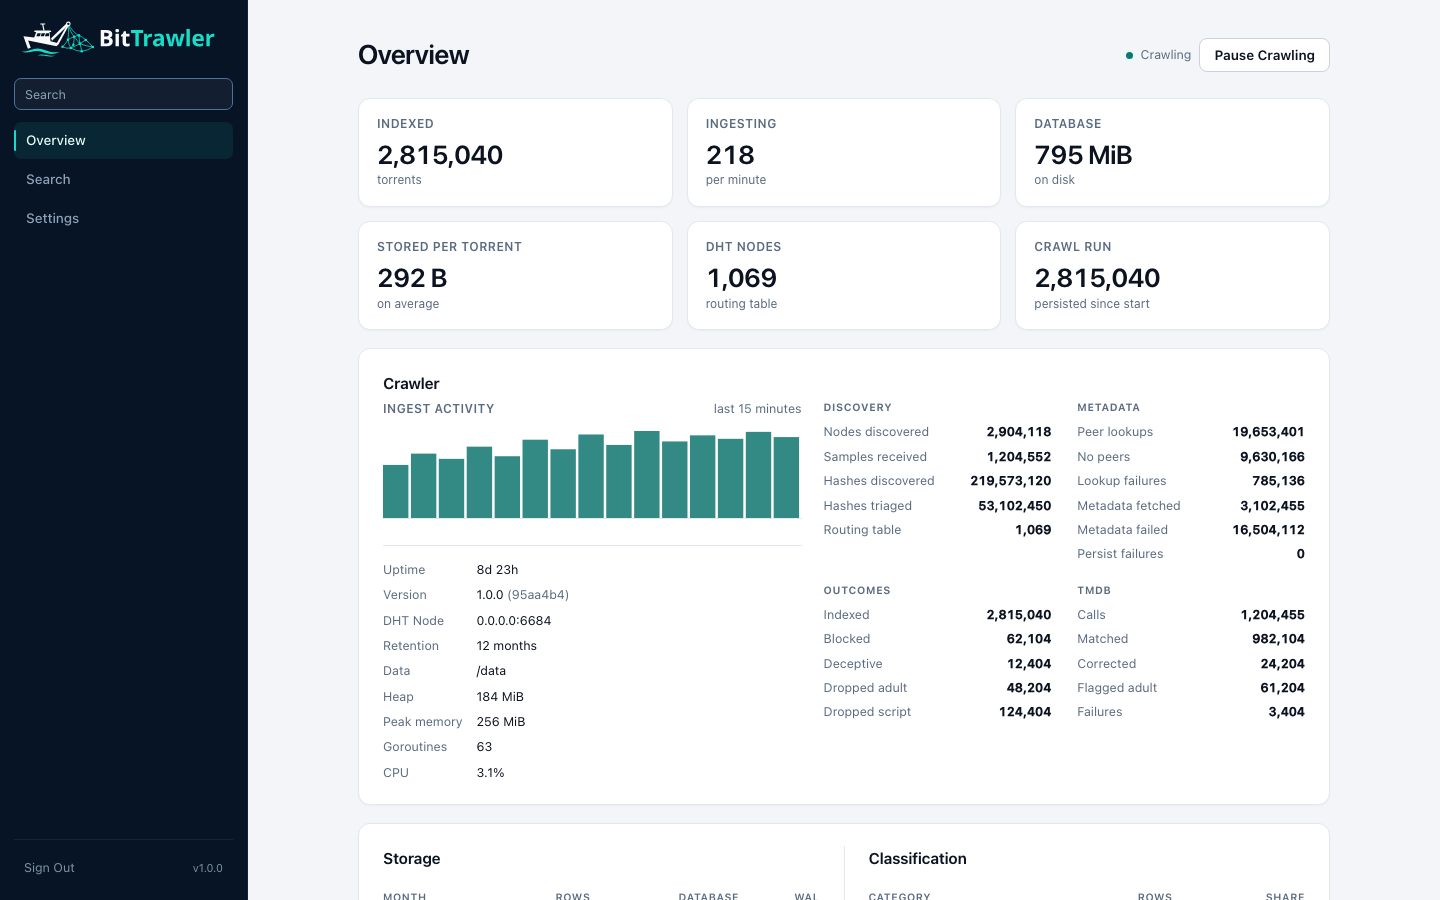 BitTrawler
Search
Overview
Search
Settings
Sign Out v1.0.0
Overview
Crawling Pause Crawling
INDEXED
2,815,040
torrents
INGESTING
218
per minute
DATABASE
795 MiB
on disk
STORED PER TORRENT
292 B
on average
DHT NODES
1,069
routing table
CRAWL RUN
2,815,040
persisted since start
Crawler
INGEST ACTIVITY last 15 minutes
Uptime 8d 23h
Version 1.0.0 (95aa4b4)
DHT Node 0.0.0.0:6684
Retention 12 months
Data /data
Heap 184 MiB
Peak memory 256 MiB
Goroutines 63
CPU 3.1%
DISCOVERY
Nodes discovered 2,904,118
Samples received 1,204,552
Hashes discovered 219,573,120
Hashes triaged 53,102,450
Routing table 1,069
METADATA
Peer lookups 19,653,401
No peers 9,630,166
Lookup failures 785,136
Metadata fetched 3,102,455
Metadata failed 16,504,112
Persist failures 0
OUTCOMES
Indexed 2,815,040
Blocked 62,104
Deceptive 12,404
Dropped adult 48,204
Dropped script 124,404
TMDB
Calls 1,204,455
Matched 982,104
Corrected 24,204
Flagged adult 61,204
Failures 3,404
Storage
MONTH ROWS DATABASE WAL
Classification
CATEGORY ROWS SHARE